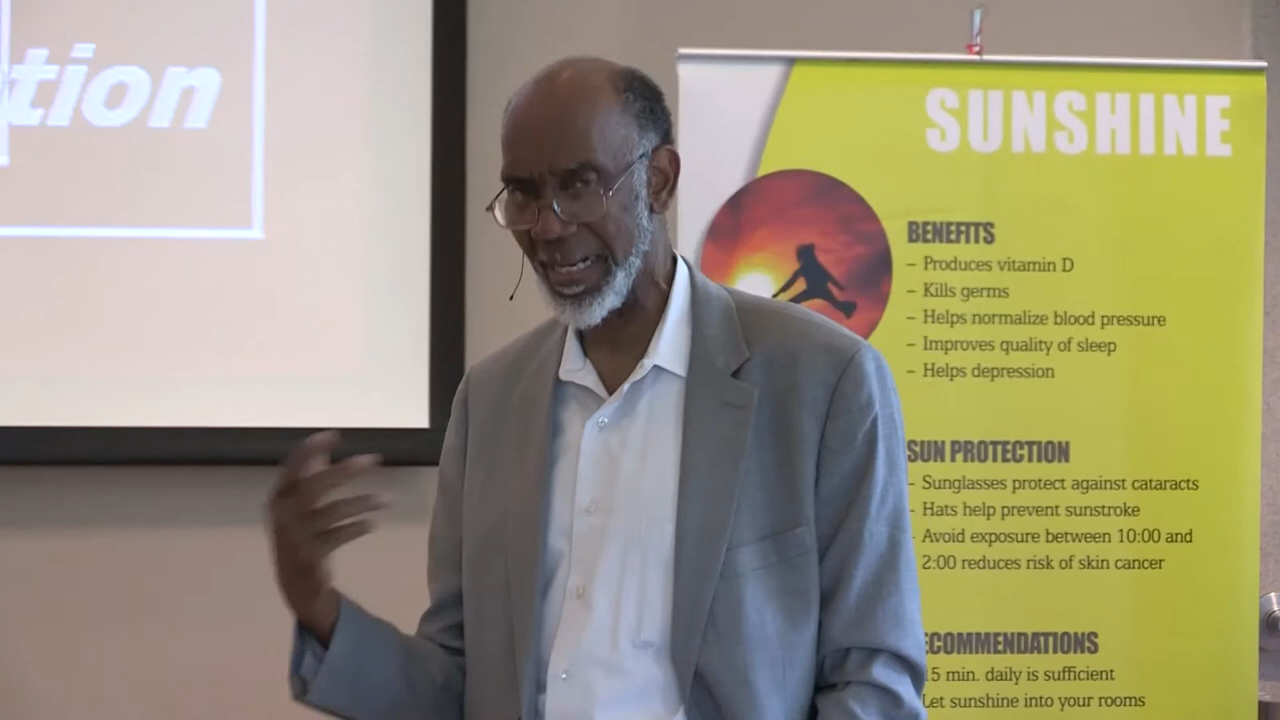 tion
SUNSHINE
BENEFITS
– Produces vitamin D
– Kills germs
– Helps normalize blood pressure
– Improves quality of sleep
– Helps depression
SUN PROTECTION
- Sunglasses protect against cataracts
- Hats help prevent sunstroke
- Avoid exposure between 10:00 and
2:00 reduces risk of skin cancer
ECOMMENDATIONS
15 min. daily is sufficient
Let sunshine into your rooms